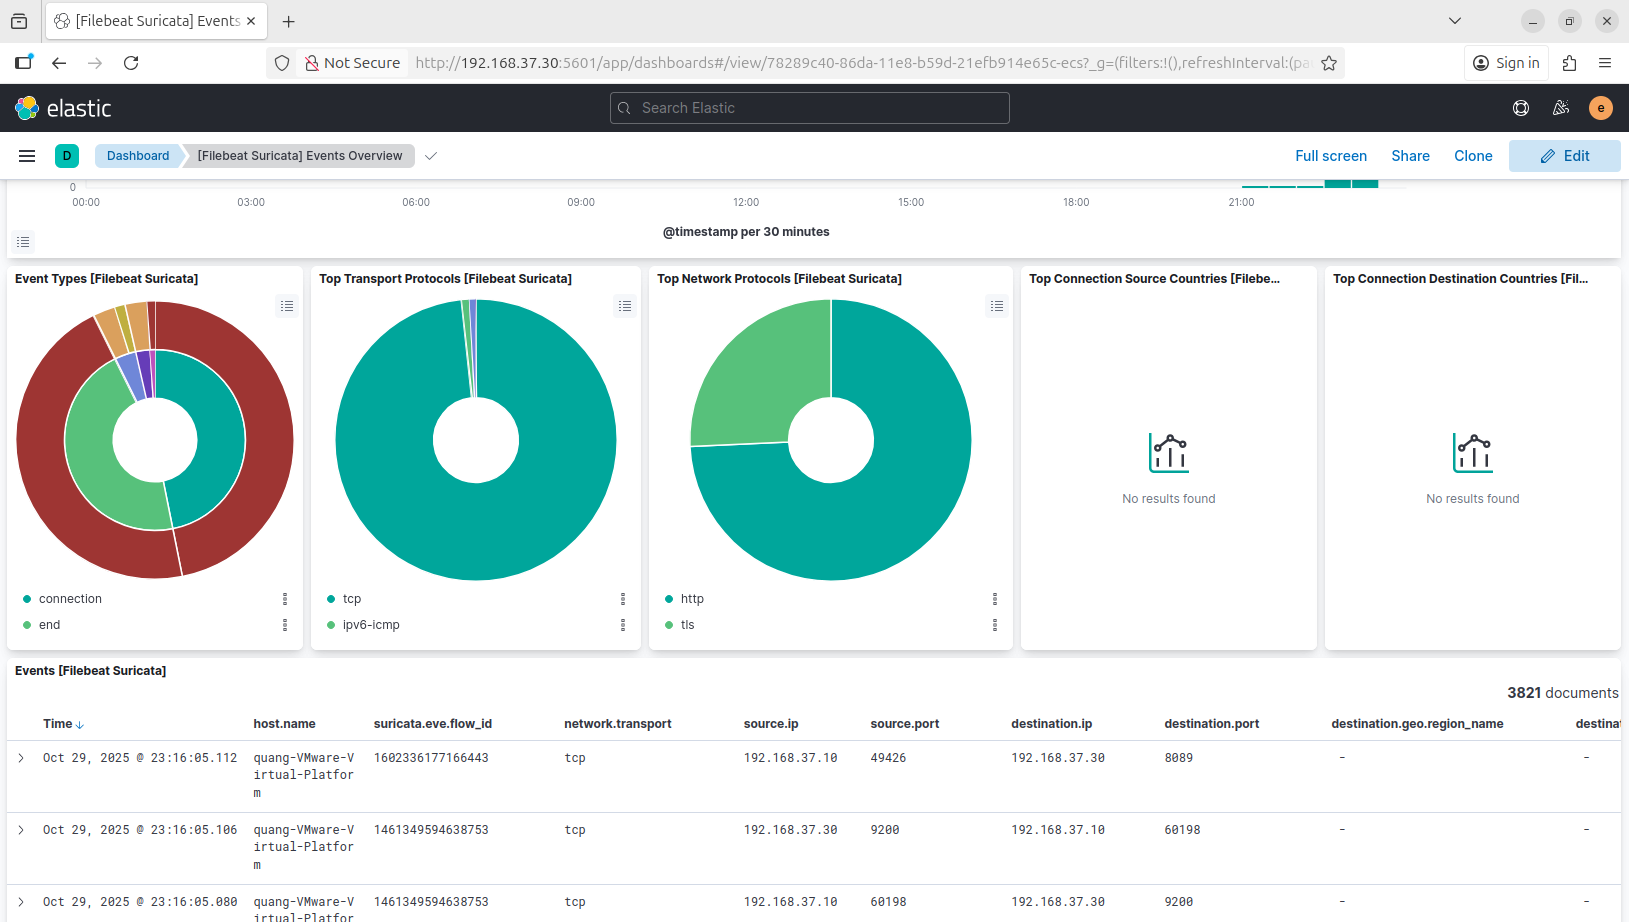 [Filebeat Suricata] Events
Not Secure
http://192.168.37.30:5601/app/dashboards#/view/78289c40-86da-11e8-b59d-21efb914e65c-ecs?_g=(filters:!(),refreshInterval:(pa
Sign in
elastic
Search Elastic
e
D
Dashboard
[Filebeat Suricata] Events Overview
Full screen
Share
Clone
Edit
0
00:00 03:00 06:00 09:00 12:00 15:00 18:00 21:00
@timestamp per 30 minutes
Event Types [Filebeat Suricata]
connection
end
Top Transport Protocols [Filebeat Suricata]
tcp
ipv6-icmp
Top Network Protocols [Filebeat Suricata]
http
tls
Top Connection Source Countries [Filebe...
No results found
Top Connection Destination Countries [Fil...
No results found
Events [Filebeat Suricata]
3821 documents
Time host.name suricata.eve.flow_id network.transport source.ip source.port destination.ip destination.port destination.geo.region_name destinat
Oct 29, 2025 @ 23:16:05.112 quang-VMware-V 1602336177166443 tcp 192.168.37.10 49426 192.168.37.30 8089 - -
irtual-Platfor
m
Oct 29, 2025 @ 23:16:05.106 quang-VMware-V 1461349594638753 tcp 192.168.37.30 9200 192.168.37.10 60198 - -
irtual-Platfor
m
Oct 29, 2025 @ 23:16:05.080 quang-VMware-V 1461349594638753 tcp 192.168.37.10 60198 192.168.37.30 9200 - -
irtual-Platfor